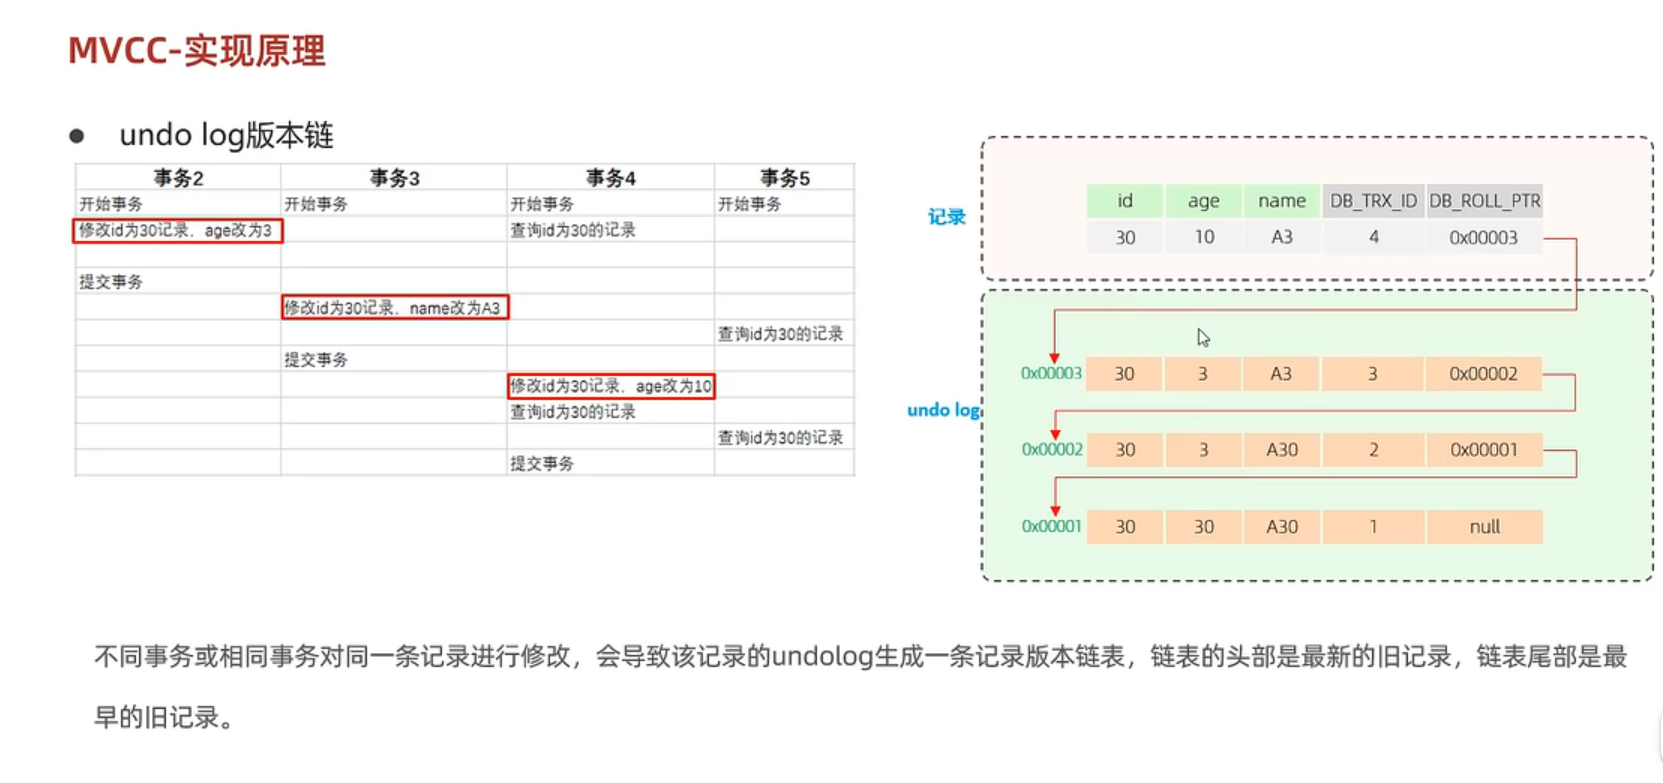 MVCC-实现原理
● undo log版本链
事务2 事务3 事务4 事务5
开始事务 开始事务 开始事务 开始事务
修改id为30记录，age改为3 查询id为30的记录
提交事务
修改id为30记录，name改为A3
查询id为30的记录
提交事务
修改id为30记录，age改为10
查询id为30的记录
查询id为30的记录
提交事务
记录
id age name DB_TRX_ID DB_ROLL_PTR
30 10 A3 4 0x00003
undo log
0x00003 30 3 A3 3 0x00002
0x00002 30 3 A30 2 0x00001
0x00001 30 30 A30 1 null
不同事务或相同事务对同一条记录进行修改，会导致该记录的undolog生成一条记录版本链表，链表的头部是最新的旧记录，链表尾部是最
早的旧记录。